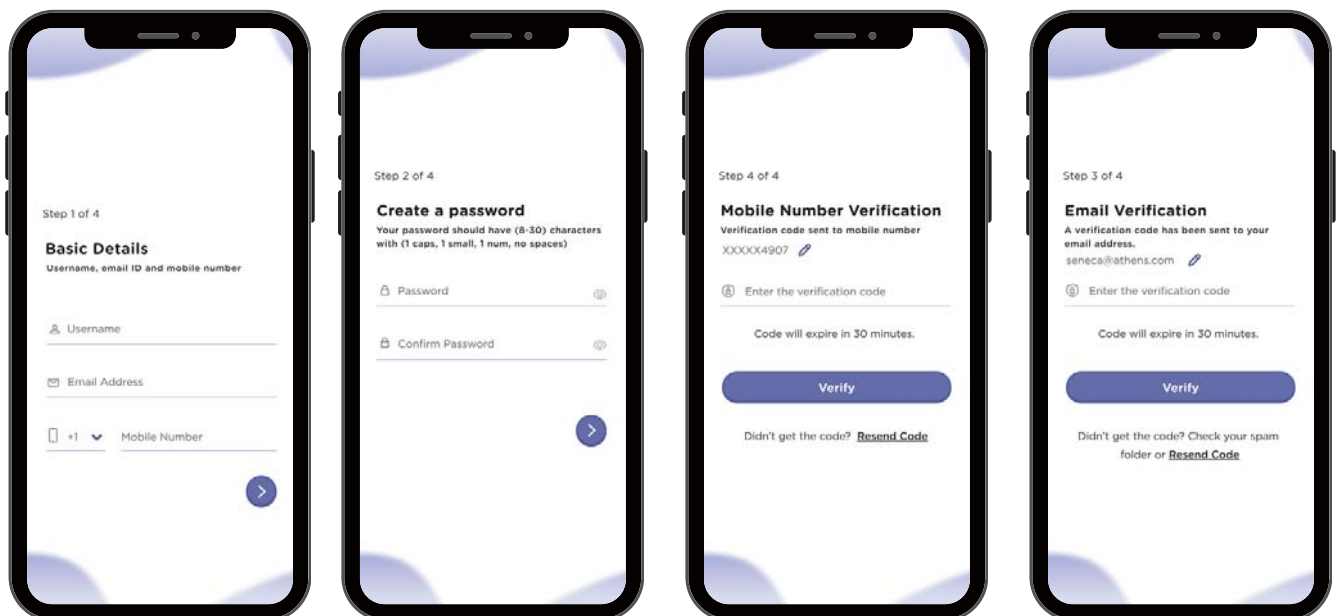 Step 1 of 4
Basic Details
Username, email ID and mobile number
Username
Email Address
+1 Mobile Number
Step 2 of 4
Create a password
Your password should have (8-30) characters
with (1 caps, 1 small, 1 num, no spaces)
Password
Confirm Password
Step 4 of 4
Mobile Number Verification
Verification code sent to mobile number
XXXXX4907
Enter the verification code
Code will expire in 30 minutes.
Verify
Didn't get the code? Resend Code
Step 3 of 4
Email Verification
A verification code has been sent to your
email address.
seneca@athens.com
Enter the verification code
Code will expire in 30 minutes.
Verify
Didn't get the code? Check your spam
folder or Resend Code